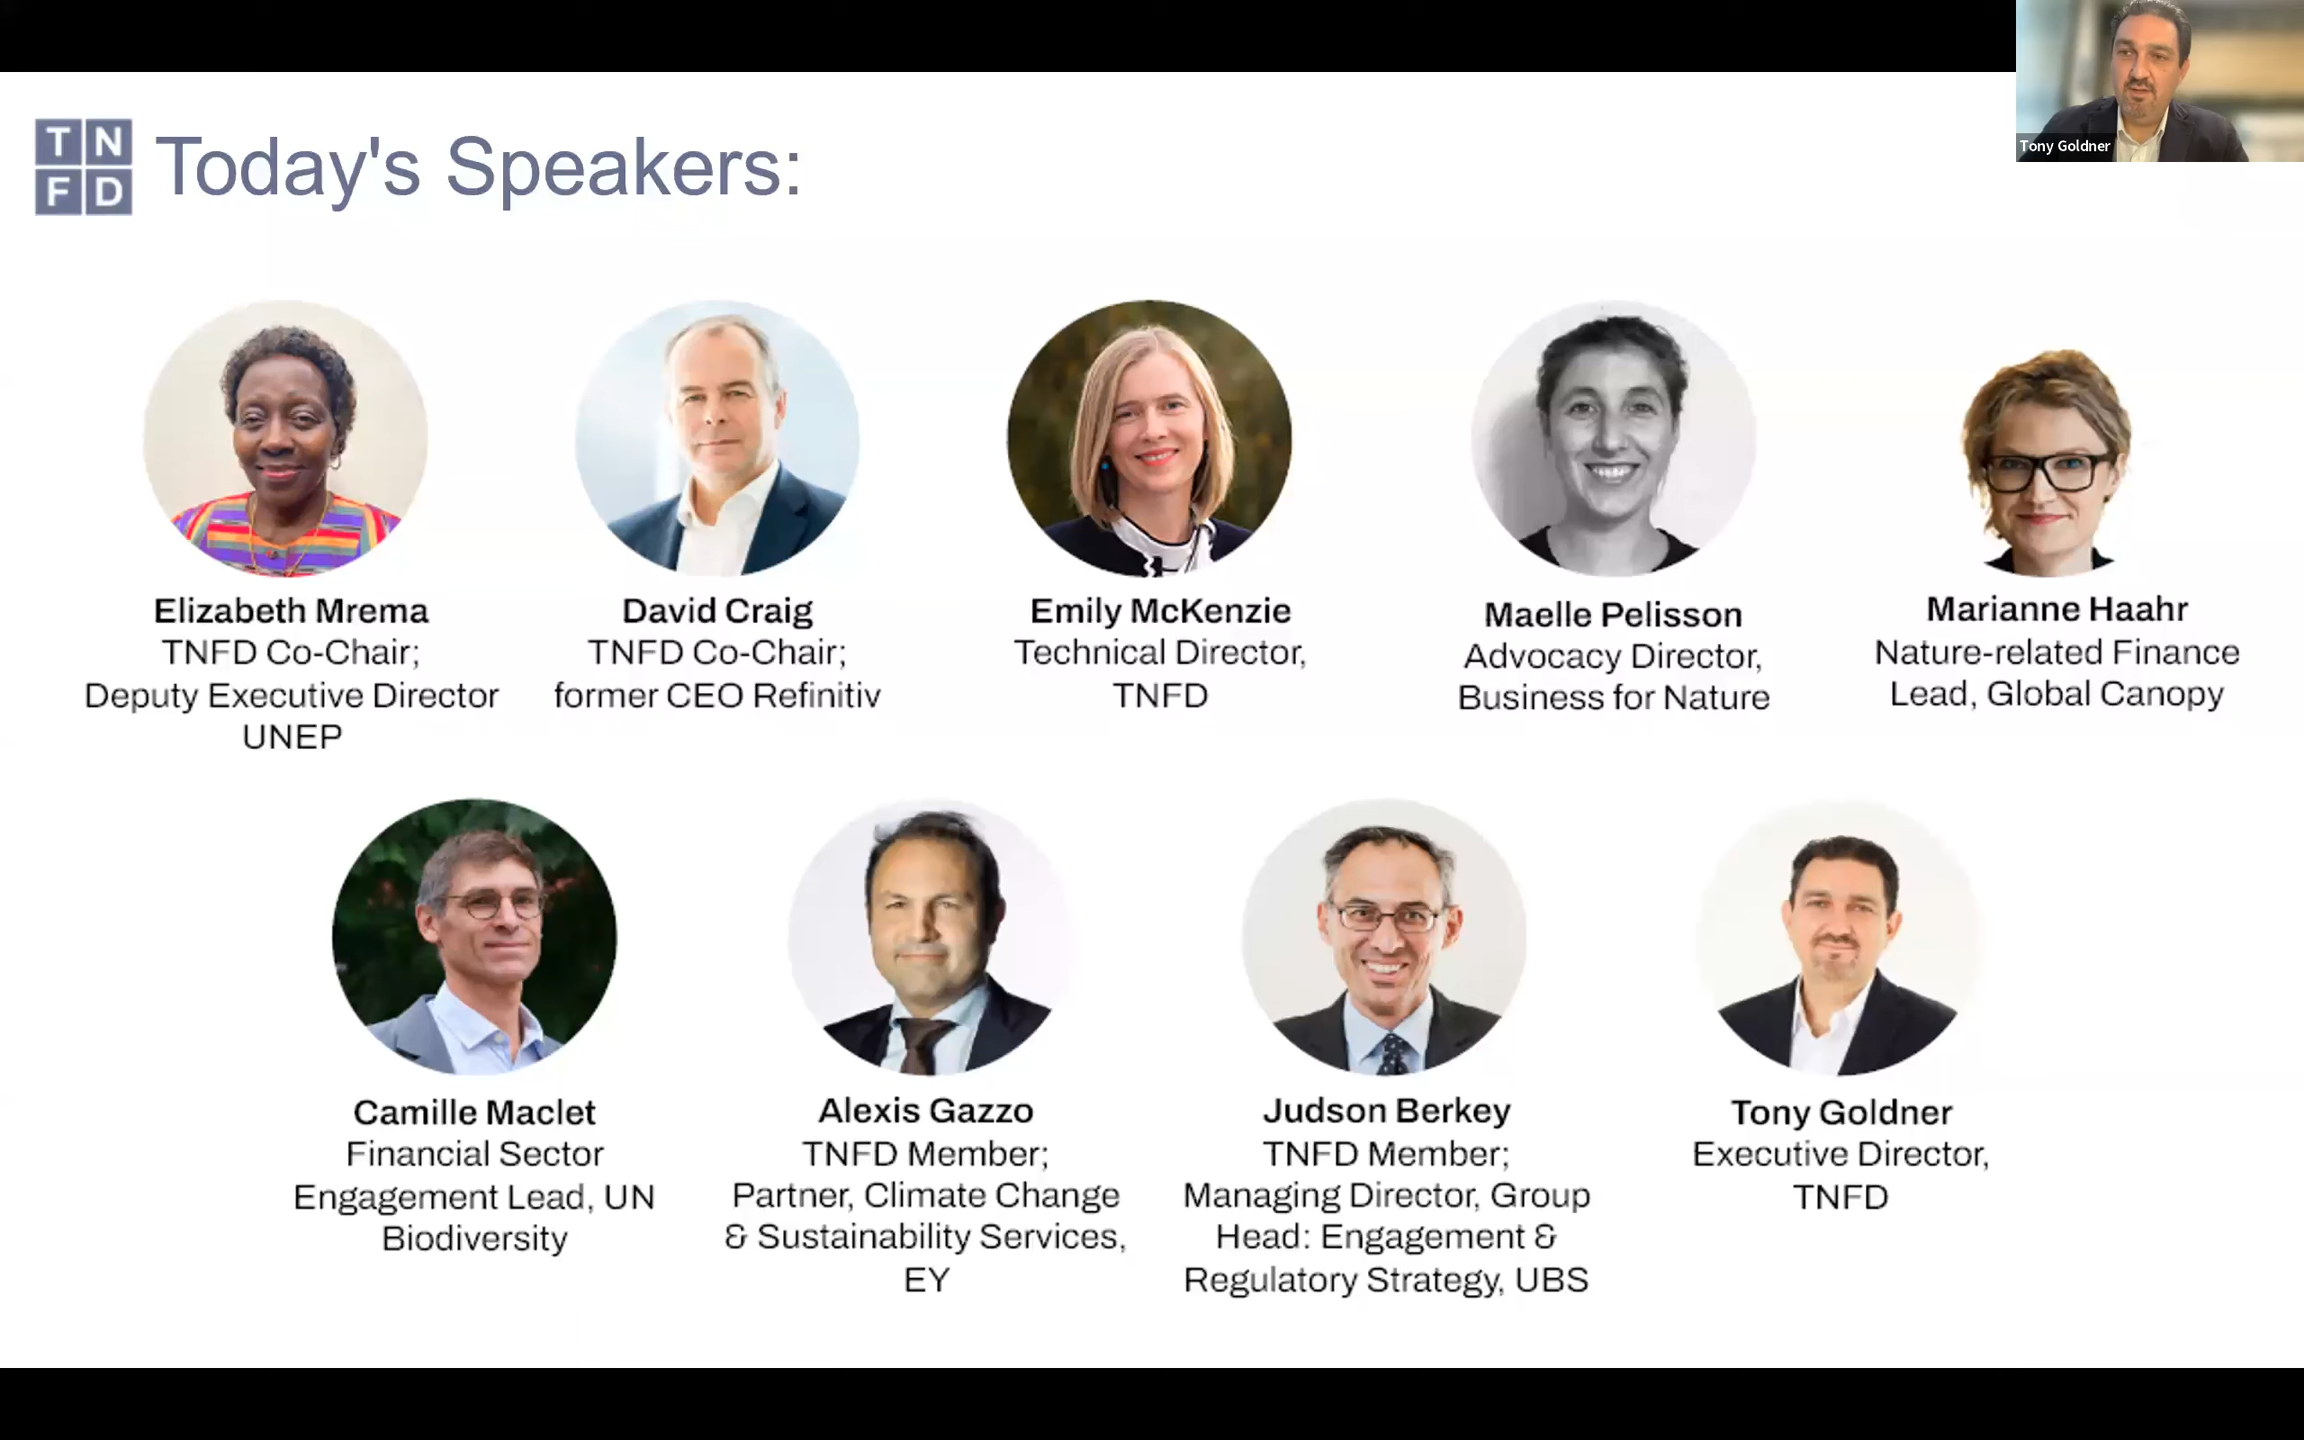 Tony Goldner
T N
F D
Today's Speakers:
Elizabeth Mrema
TNFD Co-Chair;
Deputy Executive Director
UNEP
David Craig
TNFD Co-Chair;
former CEO Refinitiv
Emily McKenzie
Technical Director,
TNFD
Maelle Pelisson
Advocacy Director,
Business for Nature
Marianne Haahr
Nature-related Finance
Lead, Global Canopy
Camille Maclet
Financial Sector
Engagement Lead, UN
Biodiversity
Alexis Gazzo
TNFD Member;
Partner, Climate Change
& Sustainability Services,
EY
Judson Berkey
TNFD Member;
Managing Director, Group
Head: Engagement &
Regulatory Strategy, UBS
Tony Goldner
Executive Director,
TNFD